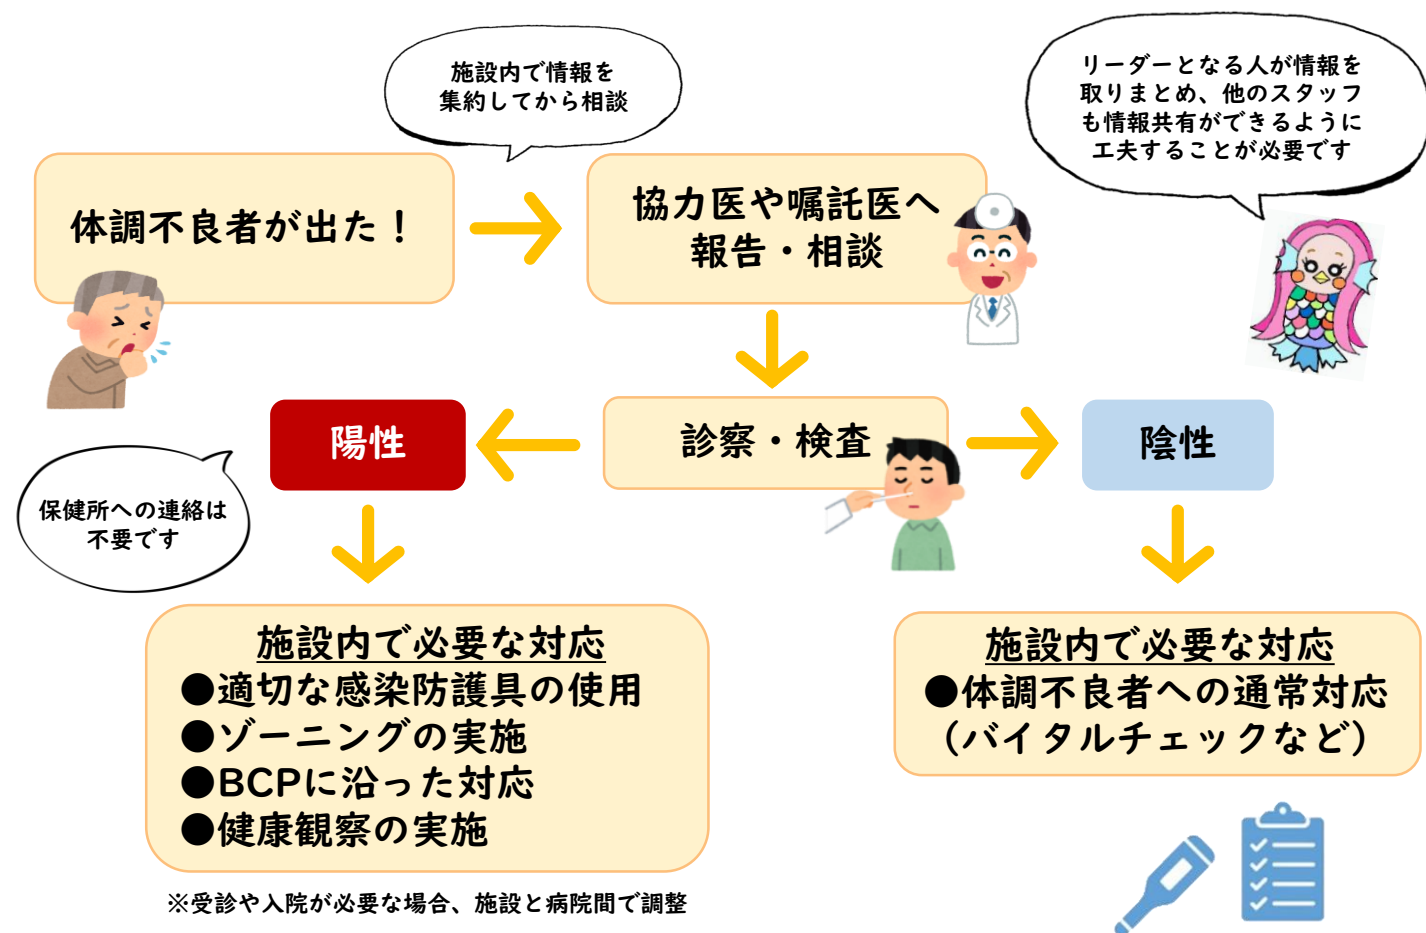 施設内で情報を
集約してから相談
リーダーとなる人が情報を
取りまとめ、他のスタッフ
も情報共有ができるように
工夫することが必要です
体調不良者が出た！
協力医や嘱託医へ
報告・相談
陽性
診察・検査
陰性
保健所への連絡は
不要です
施設内で必要な対応
●適切な感染防護具の使用
●ゾーニングの実施
●BCPに沿った対応
●健康観察の実施
施設内で必要な対応
●体調不良者への通常対応
（バイタルチェックなど）
※受診や入院が必要な場合、施設と病院間で調整